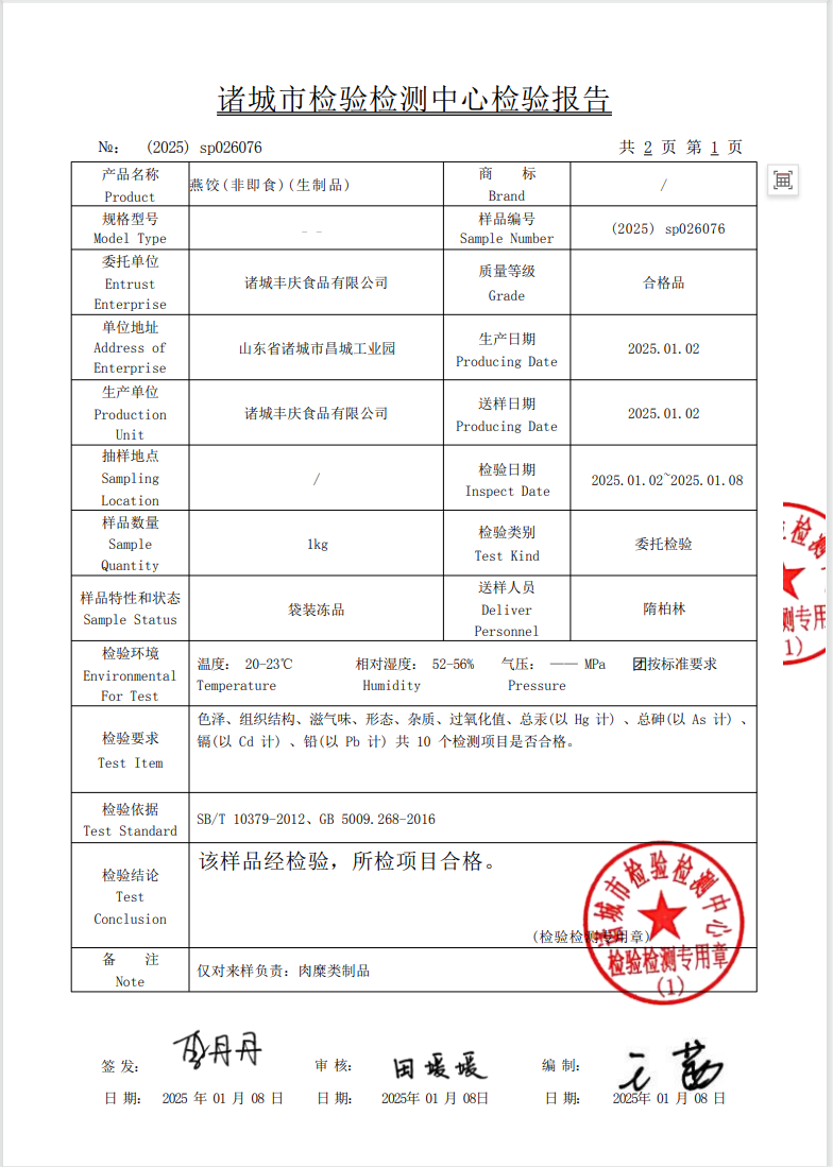 诸城市检验检测中心检验报告
№: (2025) sp026076 共 2 页 第 1 页
产品名称 Product 燕饺(非即食)(生制品) 商 标 Brand /
规格型号 Model Type — — 样品编号 Sample Number (2025) sp026076
委托单位 Entrust Enterprise 诸城丰庆食品有限公司 质量等级 Grade 合格品
单位地址 Address of Enterprise 山东省诸城市昌城工业园 生产日期 Producing Date 2025.01.02
生产单位 Production Unit 诸城丰庆食品有限公司 送样日期 Producing Date 2025.01.02
抽样地点 Sampling Location / 检验日期 Inspect Date 2025.01.02~2025.01.08
样品数量 Sample Quantity 1kg 检验类别 Test Kind 委托检验
样品特性和状态 Sample Status 袋装冻品 送样人员 Deliver Personnel 隋柏林
检验环境 Environmental For Test 温度: 20-23℃ 相对湿度: 52-56% 气压: —— MPa 团按标准要求
Temperature Humidity Pressure
检验要求 Test Item 色泽、组织结构、滋气味、形态、杂质、过氧化值、总汞(以 Hg 计) 、总砷(以 As 计) 、
镉(以 Cd 计) 、铅(以 Pb 计) 共 10 个检测项目是否合格。
检验依据 Test Standard SB/T 10379-2012、GB 5009.268-2016
检验结论 Test Conclusion 该样品经检验，所检项目合格。
(检验检测专用章)
诸城市检验检测中心
检验检测专用章
(1)
备 注 Note 仅对来样负责: 肉糜类制品
签 发: 审 核: 田媛媛 编 制:
日 期: 2025 年 01 月 08 日 日 期: 2025年 01 月 08日 日 期: 2025年 01 月 08 日